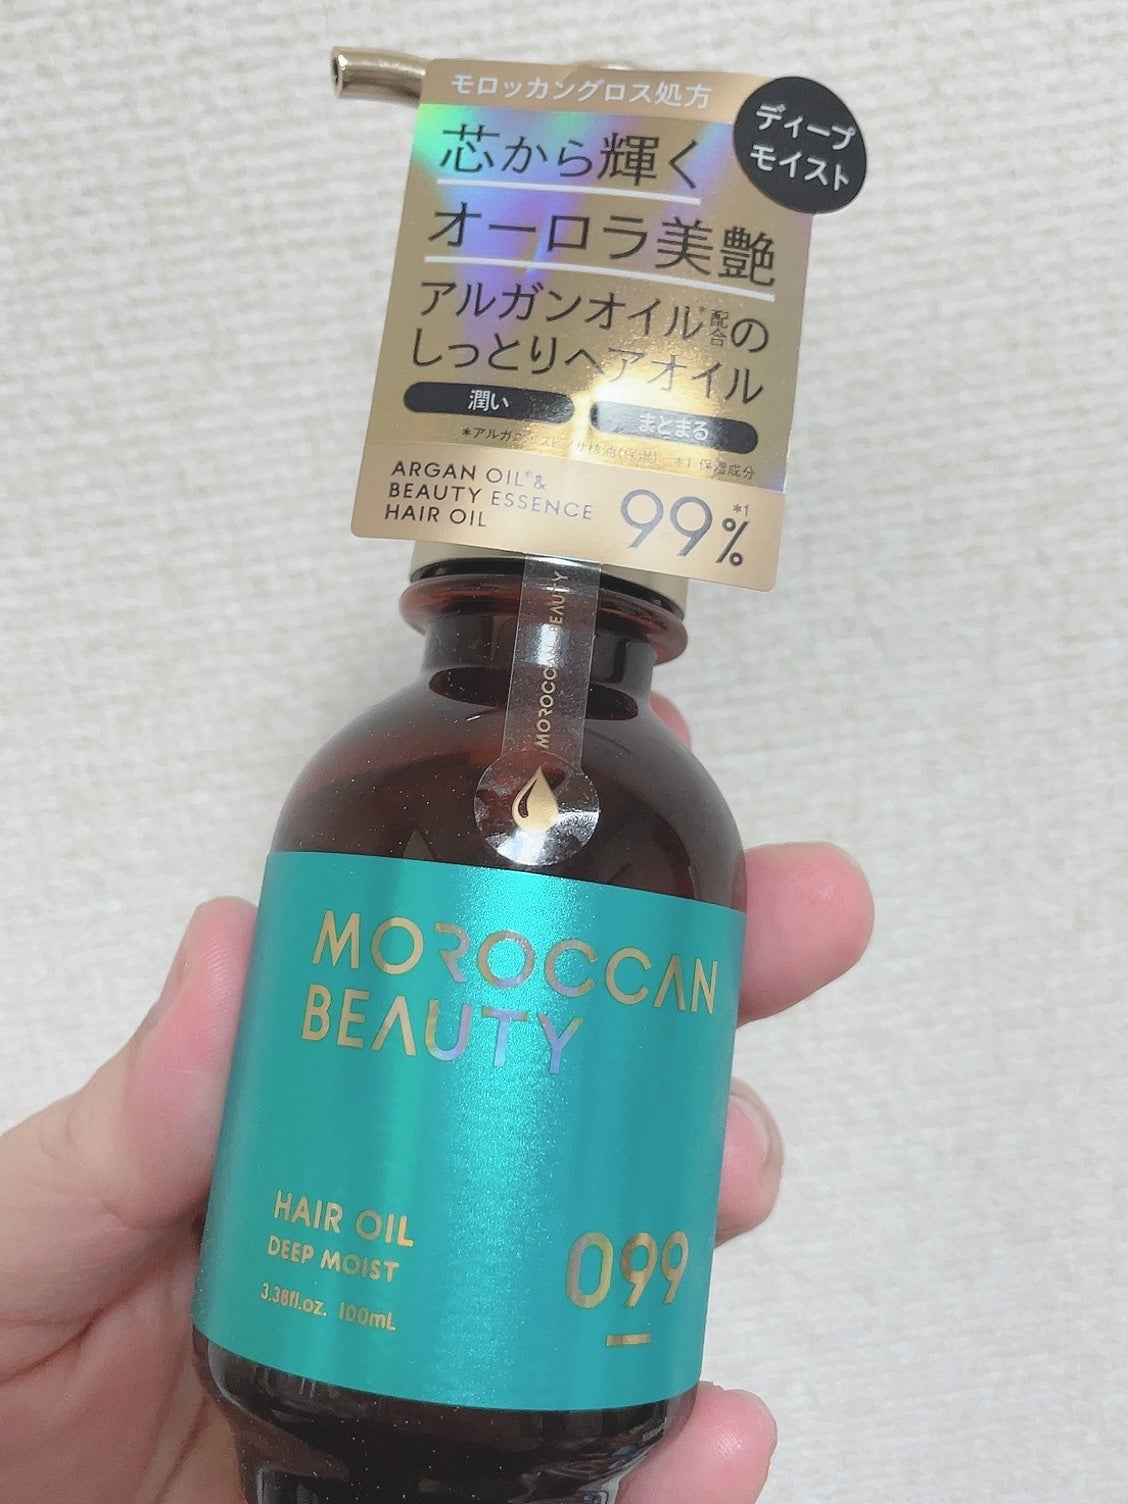 モロッカングロス処方
ディープ
モイスト
芯から輝く
オーロラ美艶
アルガンオイル*配合の
しっとりヘアオイル
潤い
まとまる
*1 保湿成分
ARGAN OIL*&
BEAUTY ESSENCE
HAIR OIL
99%*1
MOROCCAN BEAUTY
MOROCCAN
BEAUTY
HAIR OIL
DEEP MOIST
3.38fl.oz. 100mL
099